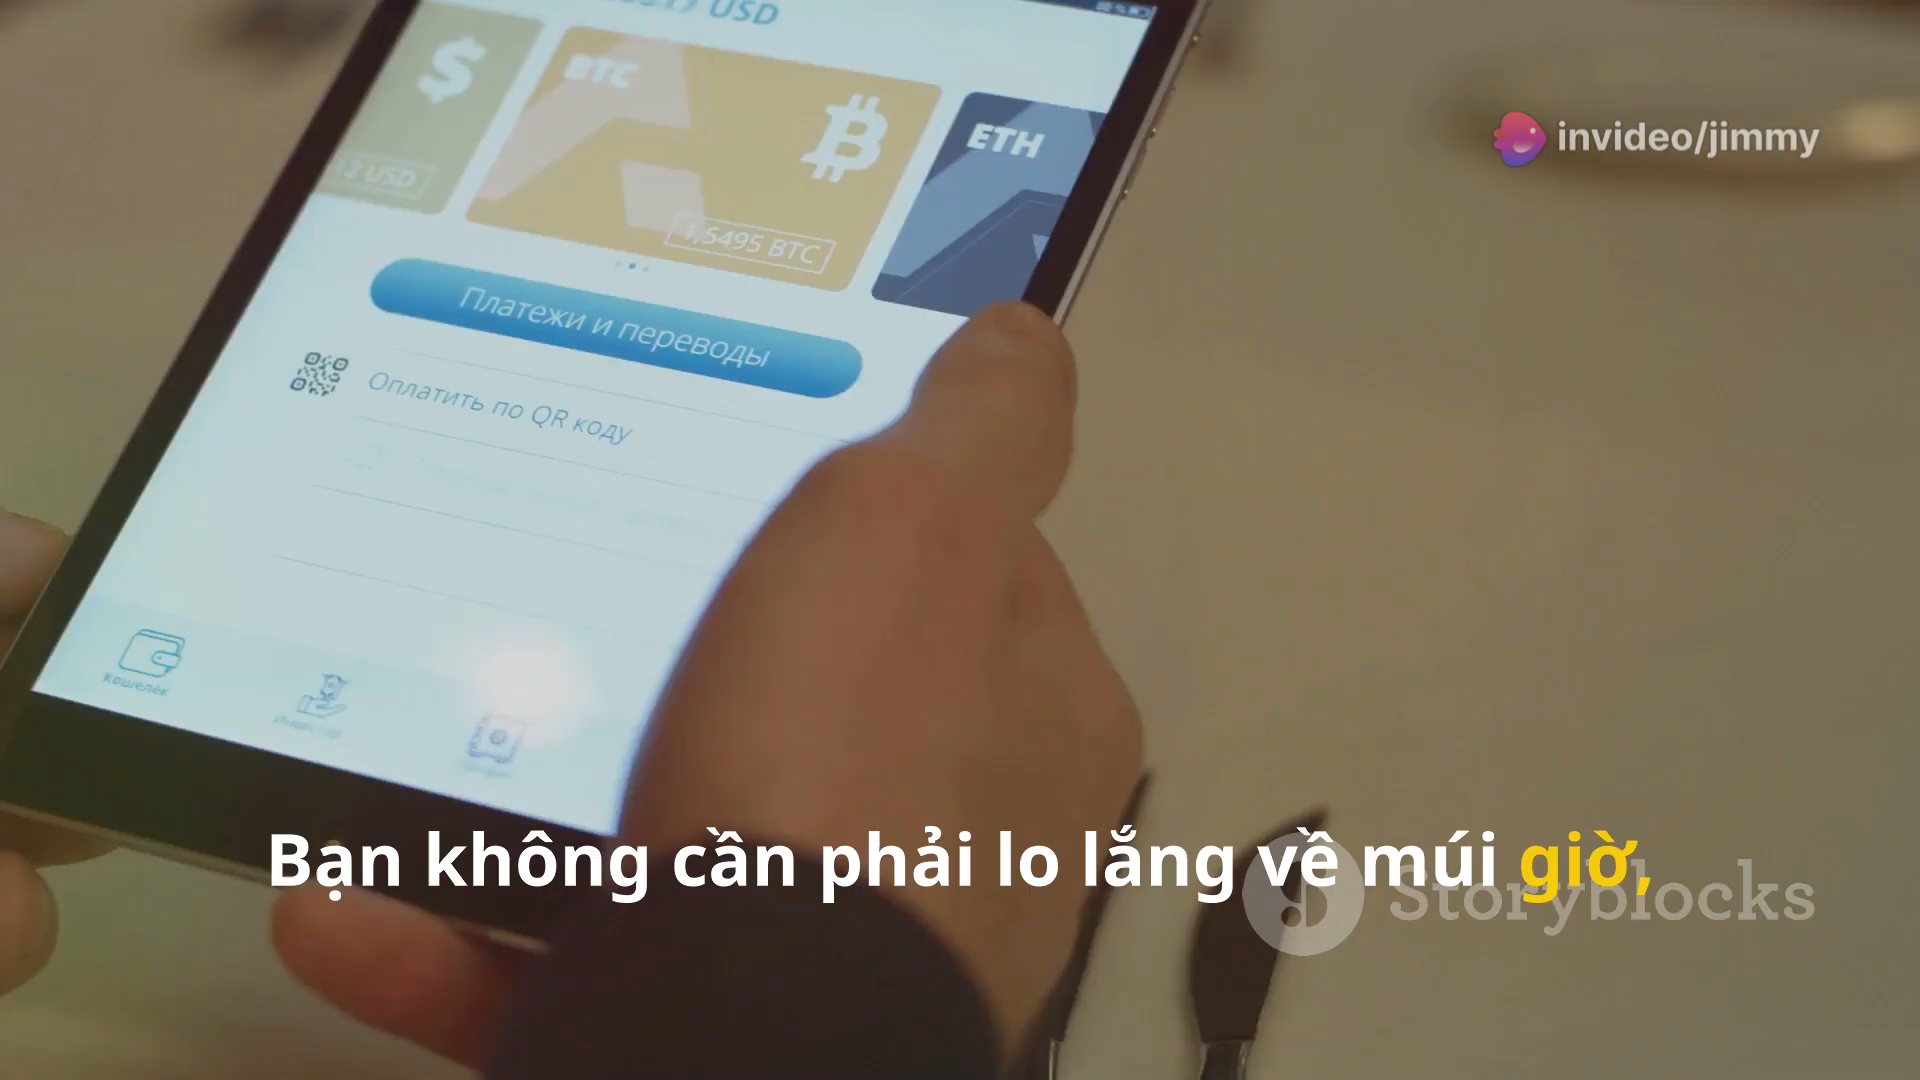 USD
BTC
ETH
12 USD
1,5495 BTC
invideo/jimmy
Платежи и переводы
Оплатить по QR коду
Кошелёк
Bạn không cần phải lo lắng về múi giờ,
Storyblocks